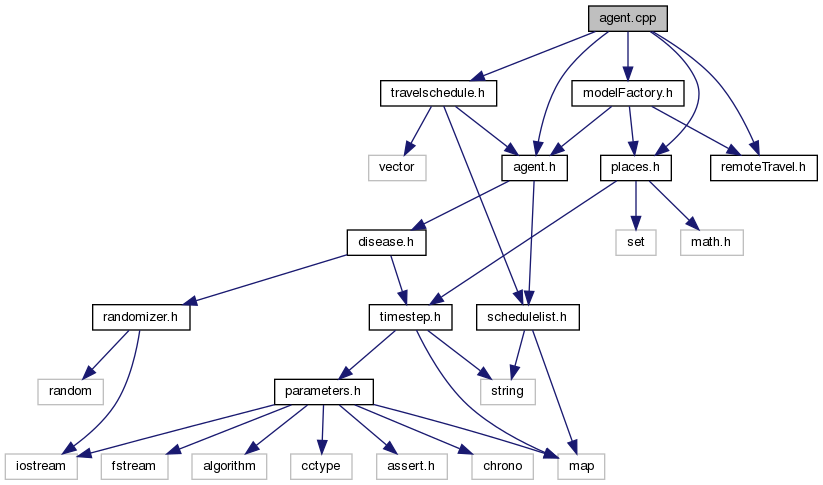 agent.cpp
travelschedule.h
modelFactory.h
vector
agent.h
places.h
remoteTravel.h
disease.h
set
math.h
randomizer.h
timestep.h
schedulelist.h
random
parameters.h
string
iostream
fstream
algorithm
cctype
assert.h
chrono
map